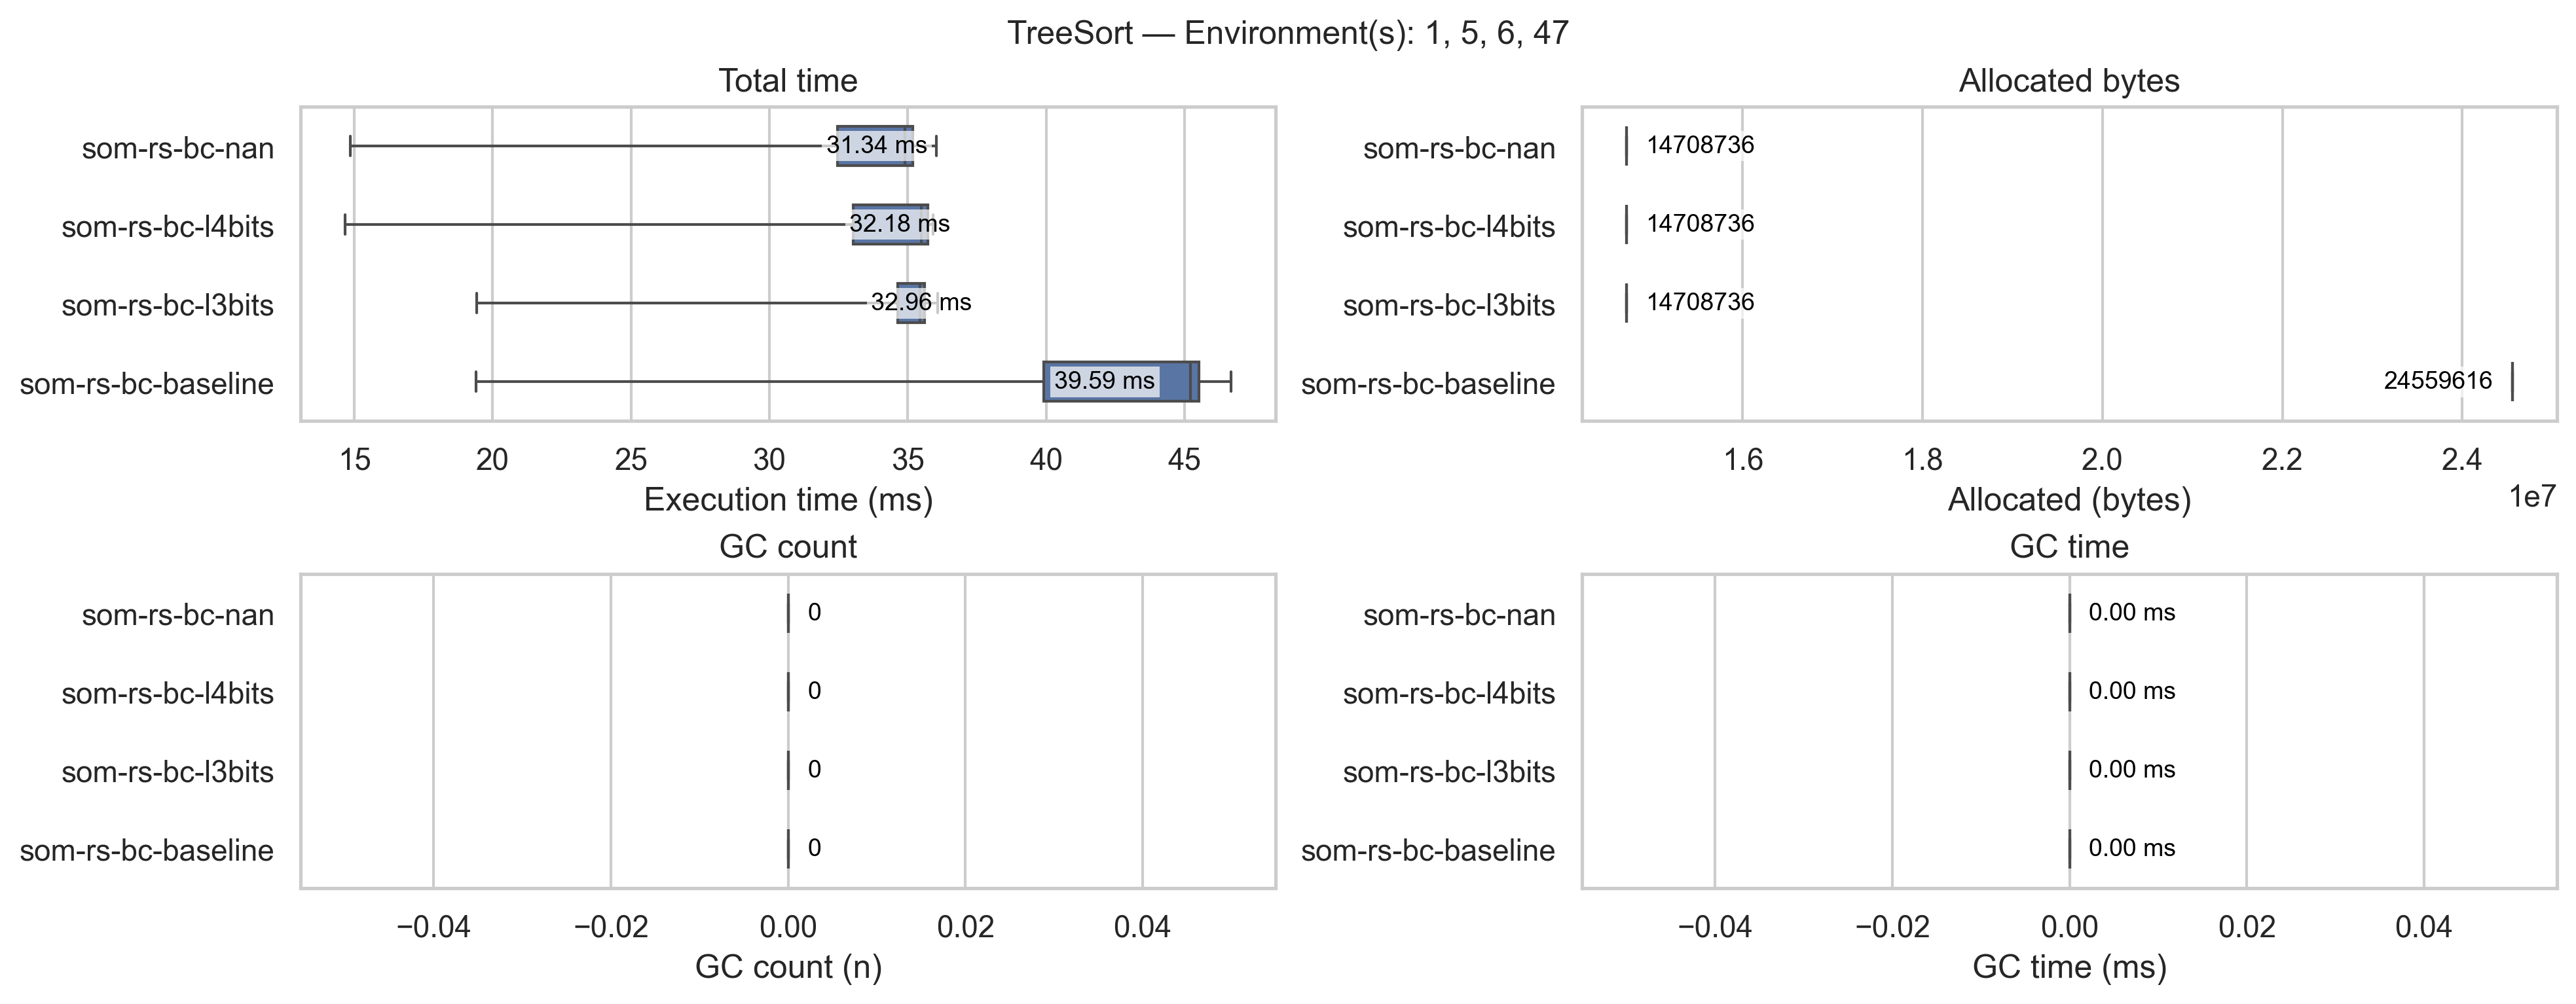 TreeSort — Environment(s): 1, 5, 6, 47
Total time
som-rs-bc-nan
31.34 ms
som-rs-bc-l4bits
32.18 ms
som-rs-bc-l3bits
32.96 ms
som-rs-bc-baseline
39.59 ms
15 20 25 30 35 40 45
Execution time (ms)
Allocated bytes
som-rs-bc-nan
14708736
som-rs-bc-l4bits
14708736
som-rs-bc-l3bits
14708736
som-rs-bc-baseline
24559616
1.6 1.8 2.0 2.2 2.4
1e7
Allocated (bytes)
GC count
som-rs-bc-nan
0
som-rs-bc-l4bits
0
som-rs-bc-l3bits
0
som-rs-bc-baseline
0
−0.04 −0.02 0.00 0.02 0.04
GC count (n)
GC time
som-rs-bc-nan
0.00 ms
som-rs-bc-l4bits
0.00 ms
som-rs-bc-l3bits
0.00 ms
som-rs-bc-baseline
0.00 ms
−0.04 −0.02 0.00 0.02 0.04
GC time (ms)